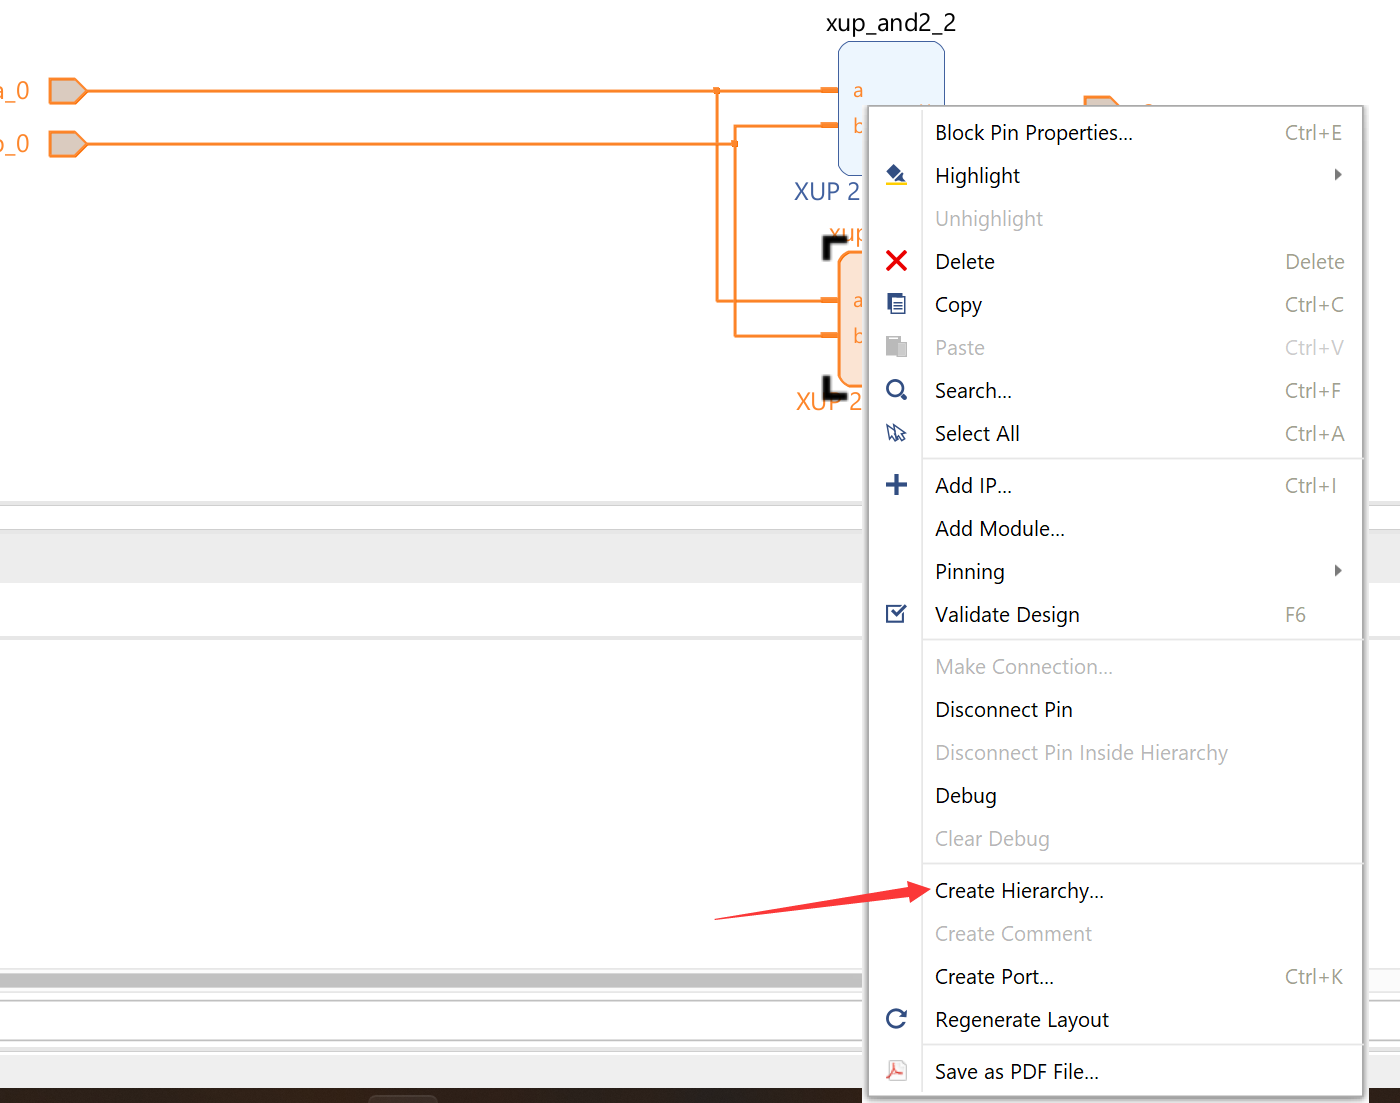 xup_and2_2
a_0
b_0
a
b
XUP 2
xup
a
b
XUP 2
Block Pin Properties... Ctrl+E
Highlight
Unhighlight
Delete Delete
Copy Ctrl+C
Paste Ctrl+V
Search... Ctrl+F
Select All Ctrl+A
Add IP... Ctrl+I
Add Module...
Pinning
Validate Design F6
Make Connection...
Disconnect Pin
Disconnect Pin Inside Hierarchy
Debug
Clear Debug
Create Hierarchy...
Create Comment
Create Port... Ctrl+K
Regenerate Layout
Save as PDF File...